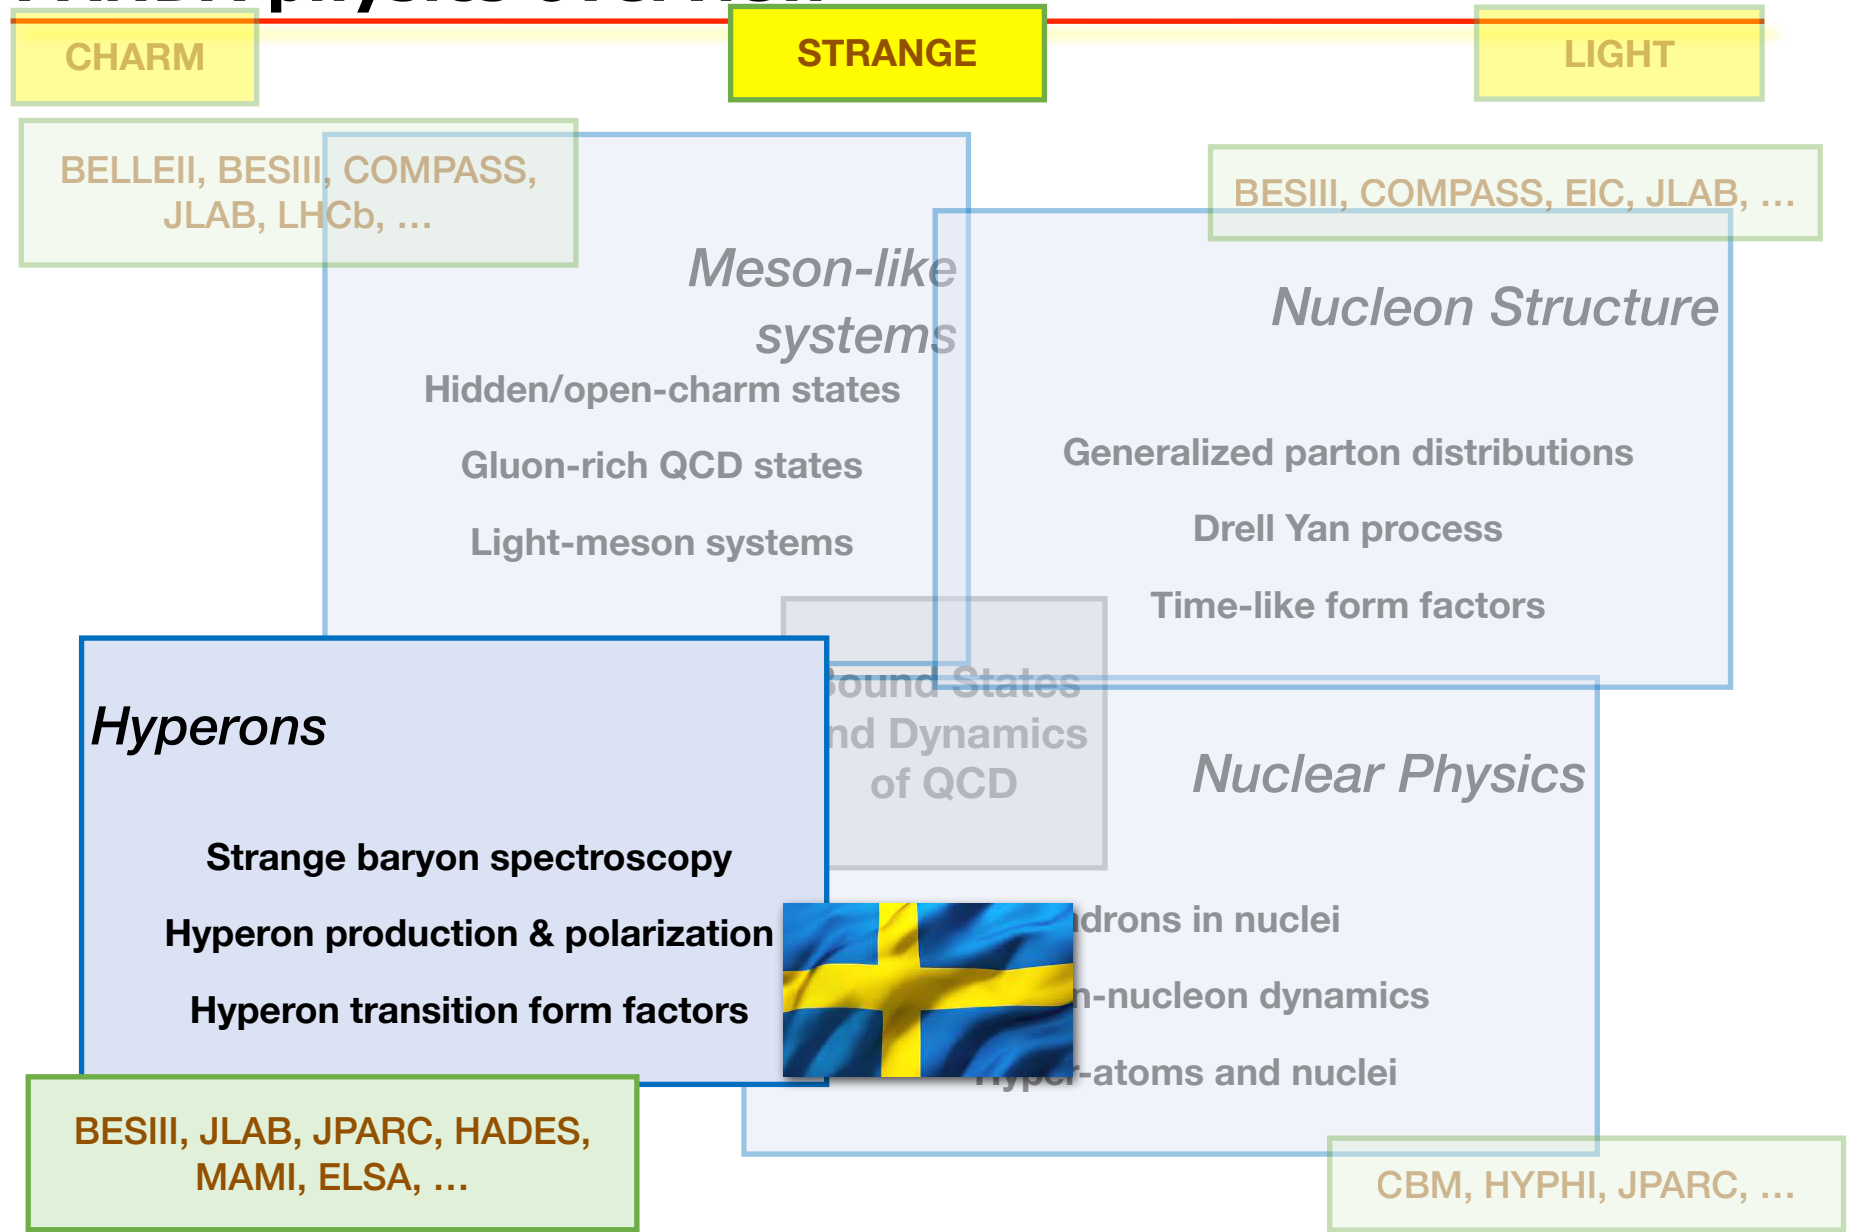 physics overview
CHARM
STRANGE
LIGHT
BELLEII, BESIII, COMPASS,
JLAB, LHCb, …
BESIII, COMPASS, EIC, JLAB, …
Meson-like
systems
Hidden/open-charm states
Gluon-rich QCD states
Light-meson systems
Nucleon Structure
Generalized parton distributions
Drell Yan process
Time-like form factors
Bound States
nd Dynamics
of QCD
Hyperons
Strange baryon spectroscopy
Hyperon production & polarization
Hyperon transition form factors
Nuclear Physics
drons in nuclei
n-nucleon dynamics
Hyper-atoms and nuclei
BESIII, JLAB, JPARC, HADES,
MAMI, ELSA, …
CBM, HYPHI, JPARC, …